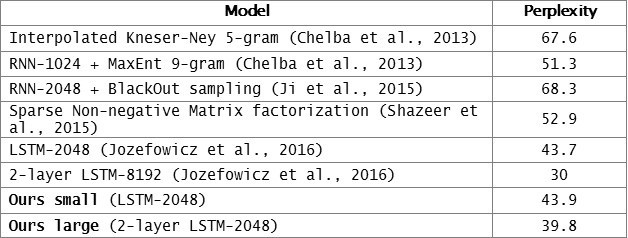 Model Perplexity
Interpolated Kneser-Ney 5-gram (Chelba et al., 2013) 67.6
RNN-1024 + MaxEnt 9-gram (Chelba et al., 2013) 51.3
RNN-2048 + BlackOut sampling (Ji et al., 2015) 68.3
Sparse Non-negative Matrix factorization (Shazeer et
al., 2015) 52.9
LSTM-2048 (Jozefowicz et al., 2016) 43.7
2-layer LSTM-8192 (Jozefowicz et al., 2016) 30
Ours small (LSTM-2048) 43.9
Ours large (2-layer LSTM-2048) 39.8